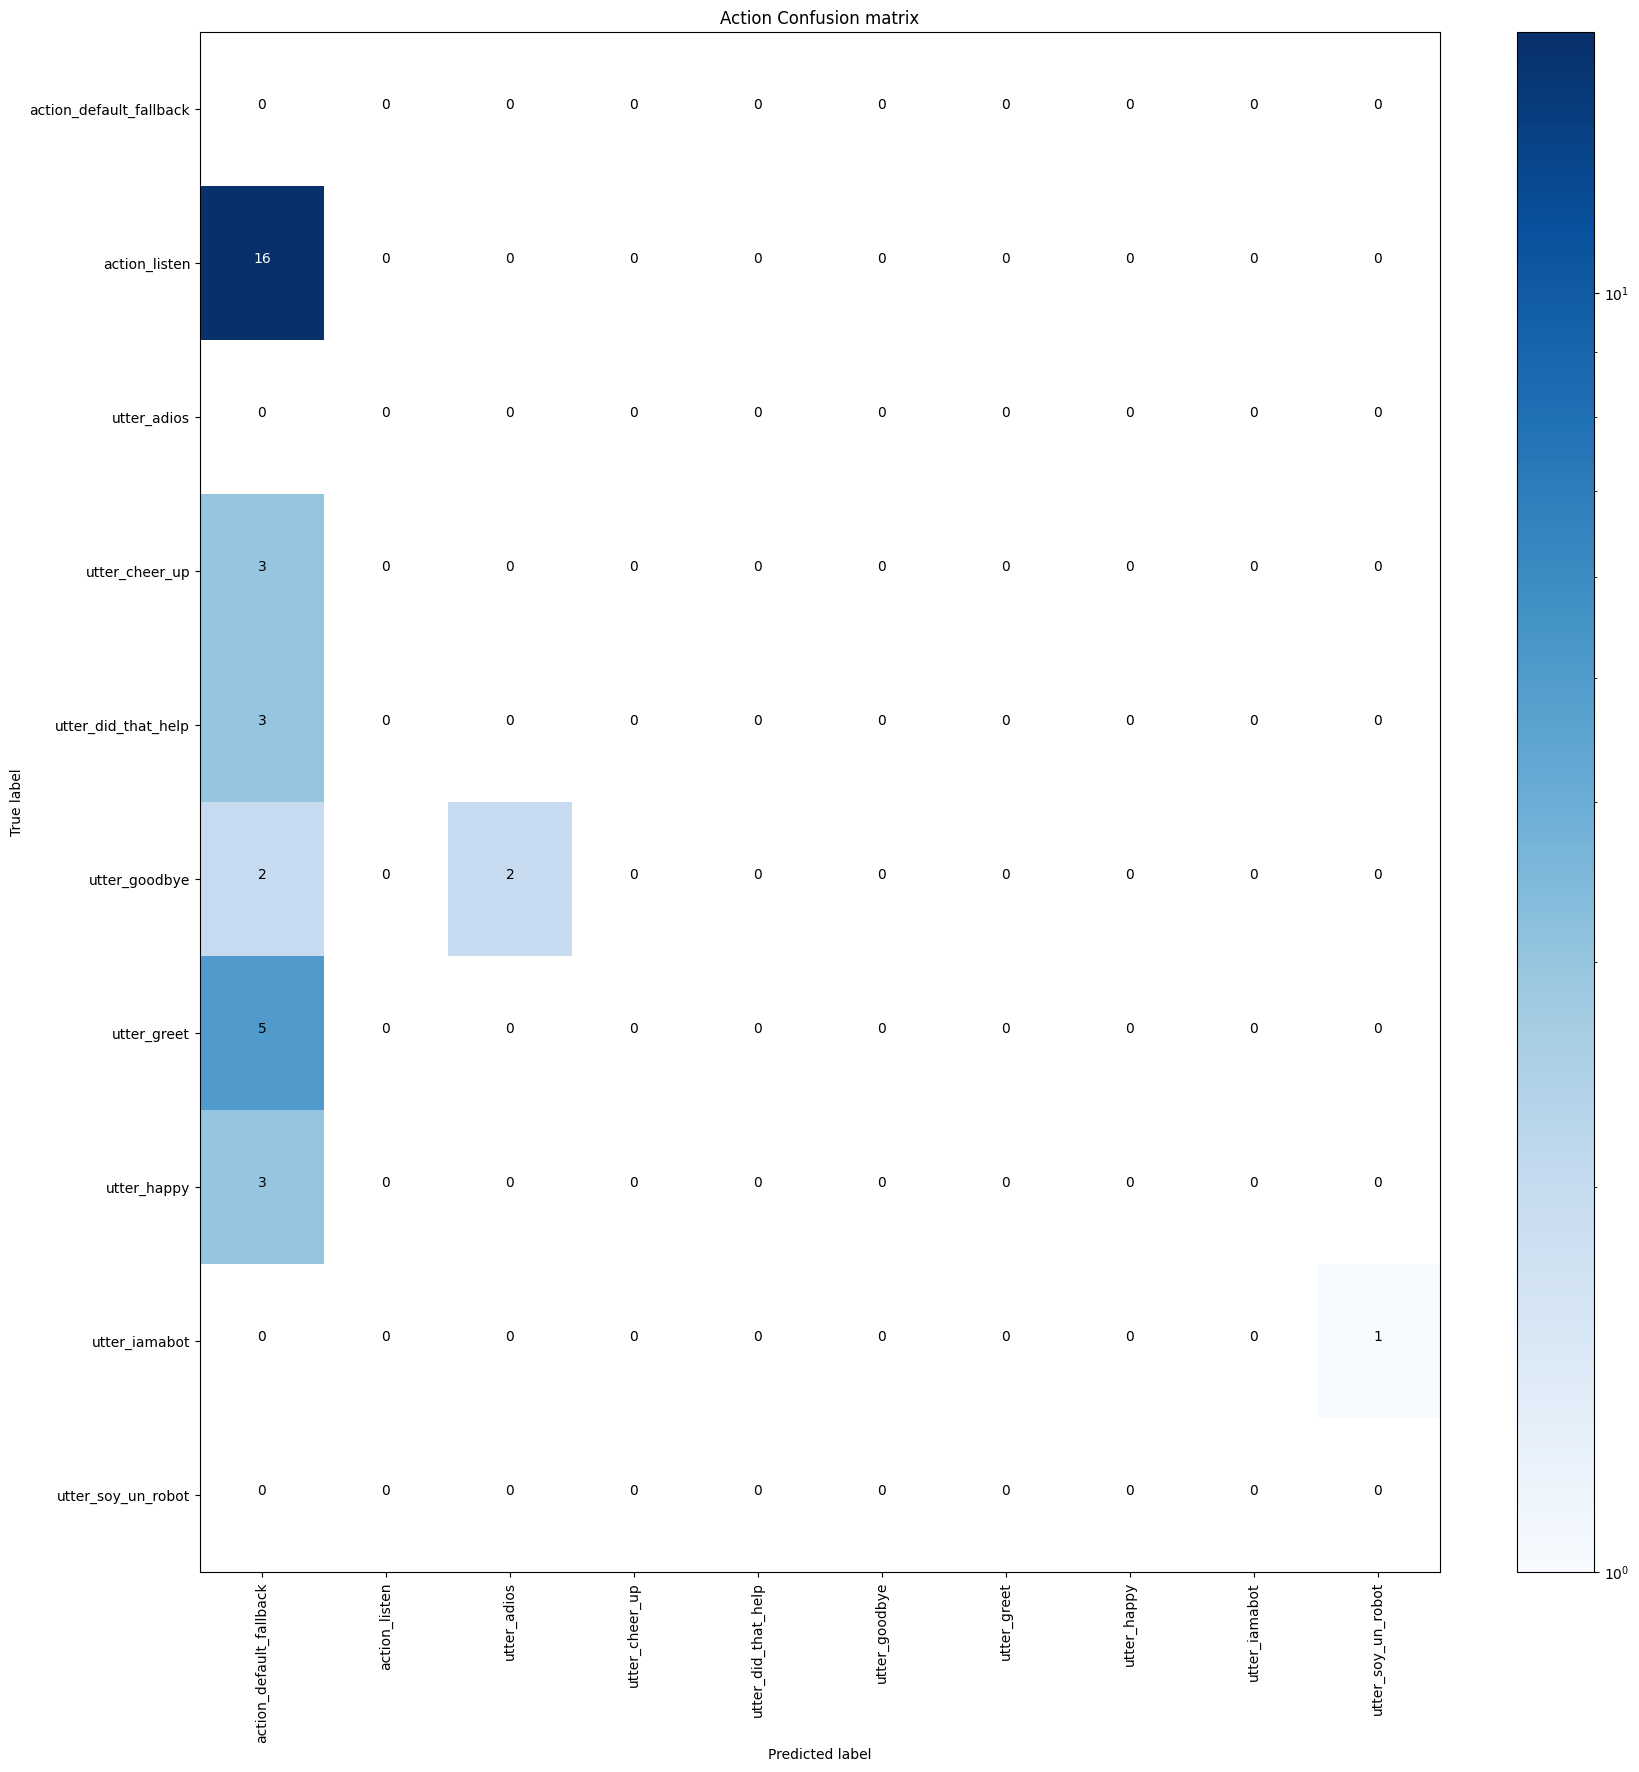 Action Confusion matrix
action_default_fallback 0 0 0 0 0 0 0 0 0 0
action_listen 16 0 0 0 0 0 0 0 0 0
utter_adios 0 0 0 0 0 0 0 0 0 0
utter_cheer_up 3 0 0 0 0 0 0 0 0 0
utter_did_that_help 3 0 0 0 0 0 0 0 0 0
utter_goodbye 2 0 2 0 0 0 0 0 0 0
utter_greet 5 0 0 0 0 0 0 0 0 0
utter_happy 3 0 0 0 0 0 0 0 0 0
utter_iamabot 0 0 0 0 0 0 0 0 0 1
utter_soy_un_robot 0 0 0 0 0 0 0 0 0 0
True label
action_default_fallback
action_listen
utter_adios
utter_cheer_up
utter_did_that_help
utter_goodbye
utter_greet
utter_happy
utter_iamabot
utter_soy_un_robot
Predicted label
10¹
10⁰